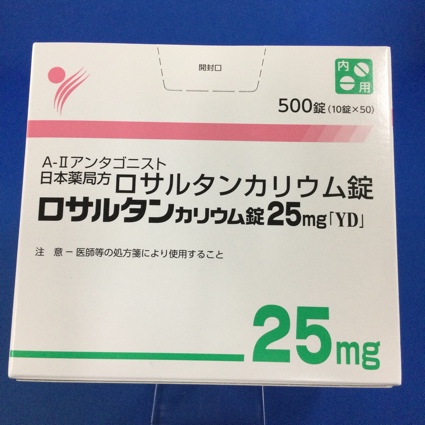 開封口
内用
500錠(10錠×50)
A-Ⅱアンタゴニスト
日本薬局方 ロサルタンカリウム錠
ロサルタンカリウム錠25mg「YD」
注 意－医師等の処方箋により使用すること
25mg